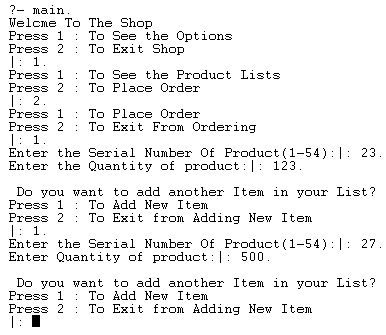 ?- main.
Welcme To The Shop
Press 1 : To See the Options
Press 2 : To Exit Shop
|: 1.
Press 1 : To See the Product Lists
Press 2 : To Place Order
|: 2.
Press 1 : To Place Order
Press 2 : To Exit From Ordering
|: 1.
Enter the Serial Number Of Product(1-54):|: 23.
Enter the Quantity of product:|: 123.
Do you want to add another Item in your List?
Press 1 : To Add New Item
Press 2 : To Exit from Adding New Item
|: 1.
Enter the Serial Number Of Product(1-54):|: 27.
Enter Quantity of product:|: 500.
Do you want to add another Item in your List?
Press 1 : To Add New Item
Press 2 : To Exit from Adding New Item
|: